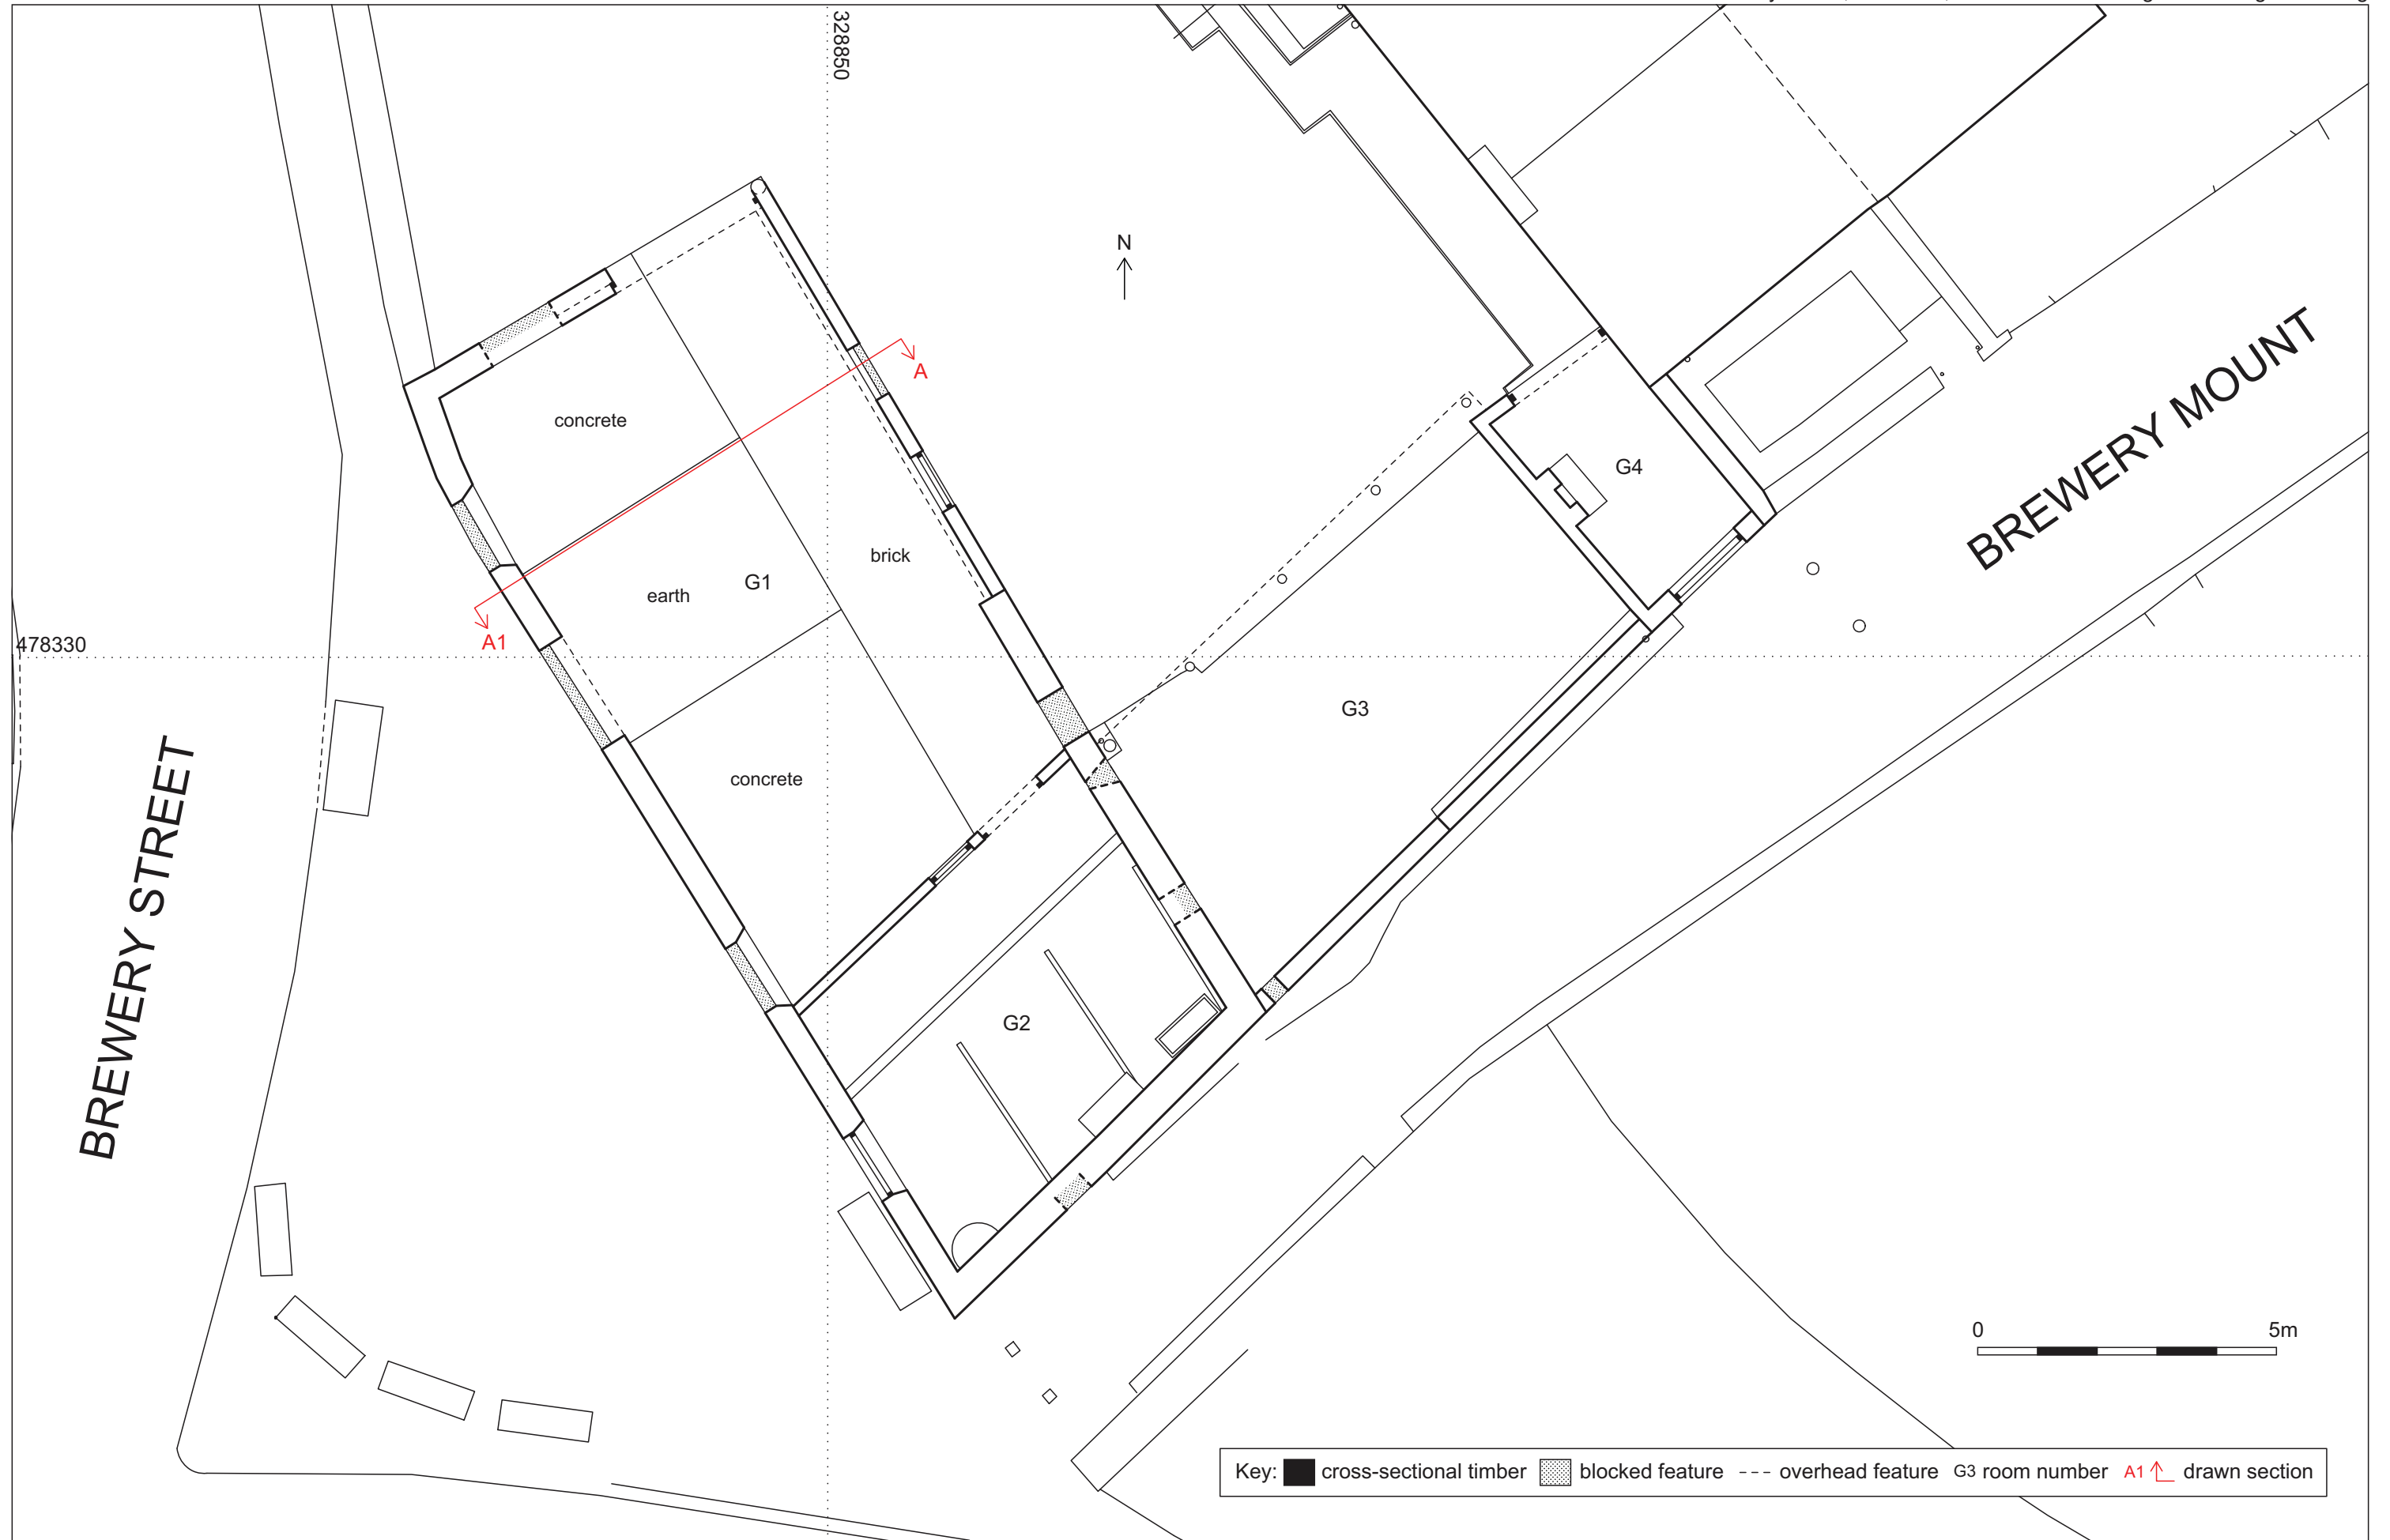 328850
N
A
concrete
G4
BREWERY MOUNT
brick
G1
earth
A1
478330
G3
concrete
BREWERY STREET
G2
0 5m
Key: cross-sectional timber blocked feature overhead feature G3 room number A1 drawn section